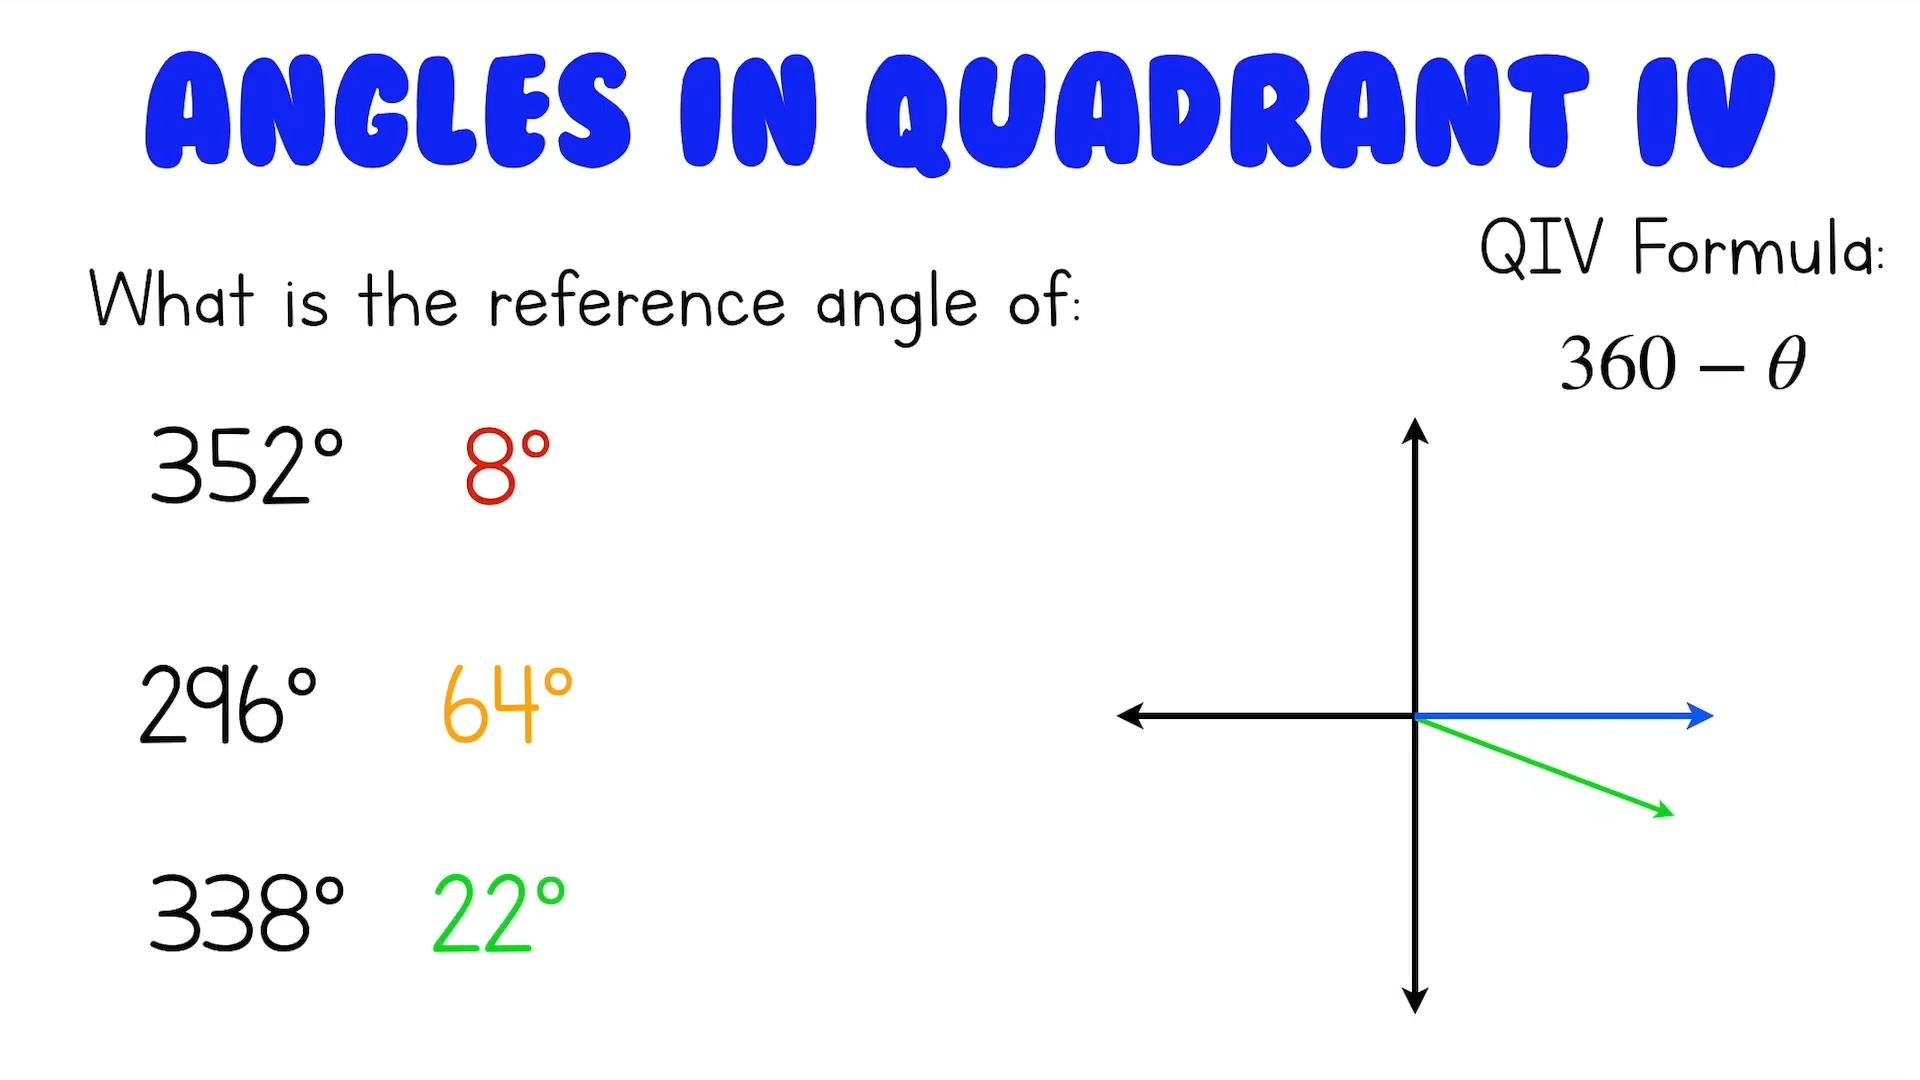 ANGLES IN QUADRANT IV
QIV Formula:
360 − θ
What is the reference angle of:
352° 8°
296° 64°
338° 22°